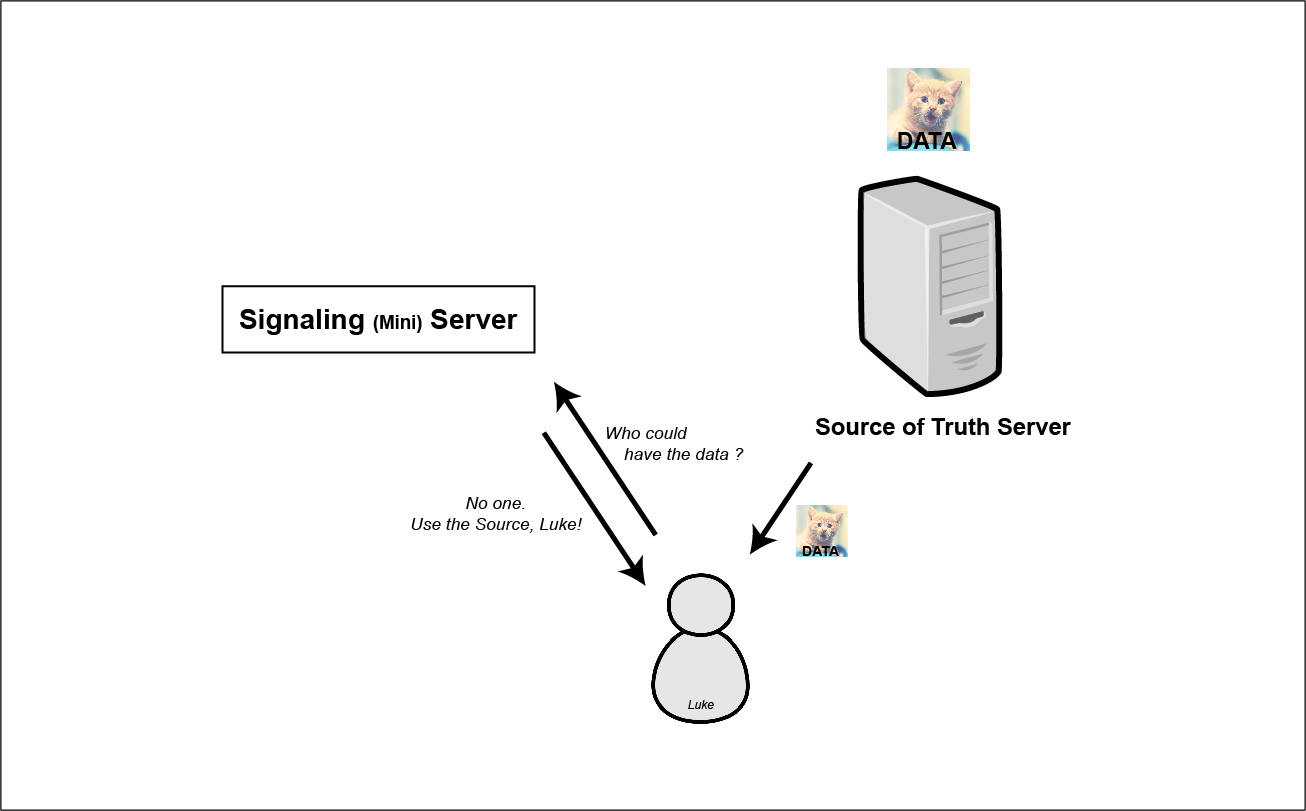 DATA
Signaling (Mini) Server
Source of Truth Server
Who could
have the data ?
No one.
Use the Source, Luke!
DATA
Luke